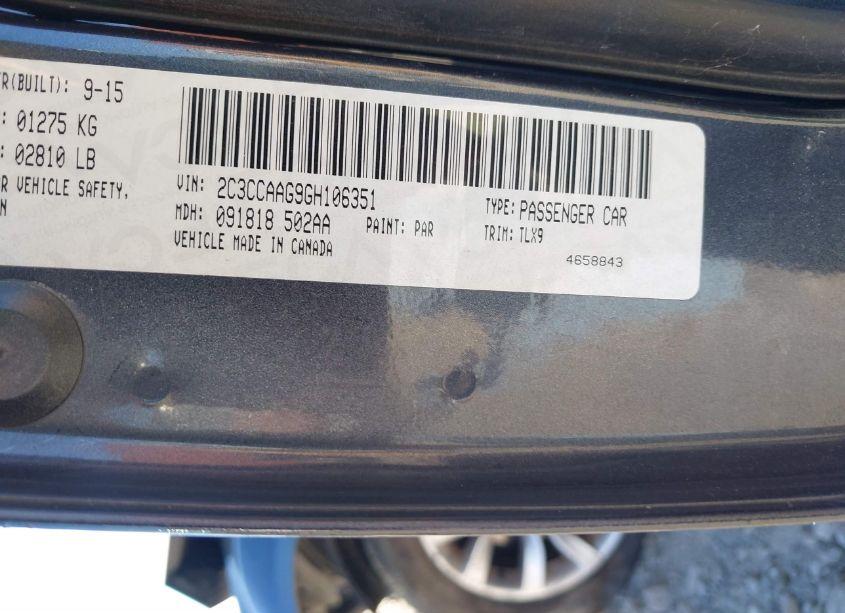 (BUILT): 9-15
: 01275 KG
: 02810 LB
VEHICLE SAFETY,
VIN: 2C3CCAAG9GH106351
MDH: 091818 502AA PAINT: PAR
VEHICLE MADE IN CANADA
TYPE: PASSENGER CAR
TRIM: TLX9
4658843